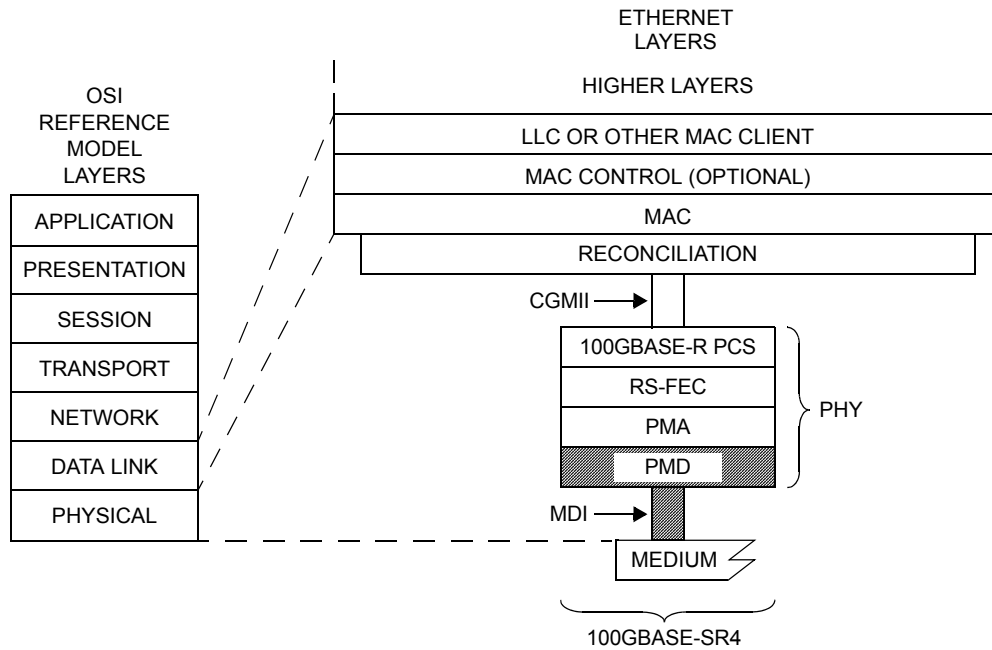 OSI
REFERENCE
MODEL
LAYERS
APPLICATION
PRESENTATION
SESSION
TRANSPORT
NETWORK
DATA LINK
PHYSICAL
ETHERNET
LAYERS
HIGHER LAYERS
LLC OR OTHER MAC CLIENT
MAC CONTROL (OPTIONAL)
MAC
RECONCILIATION
CGMII
100GBASE-R PCS
RS-FEC
PMA
PMD
PHY
MDI
MEDIUM
100GBASE-SR4